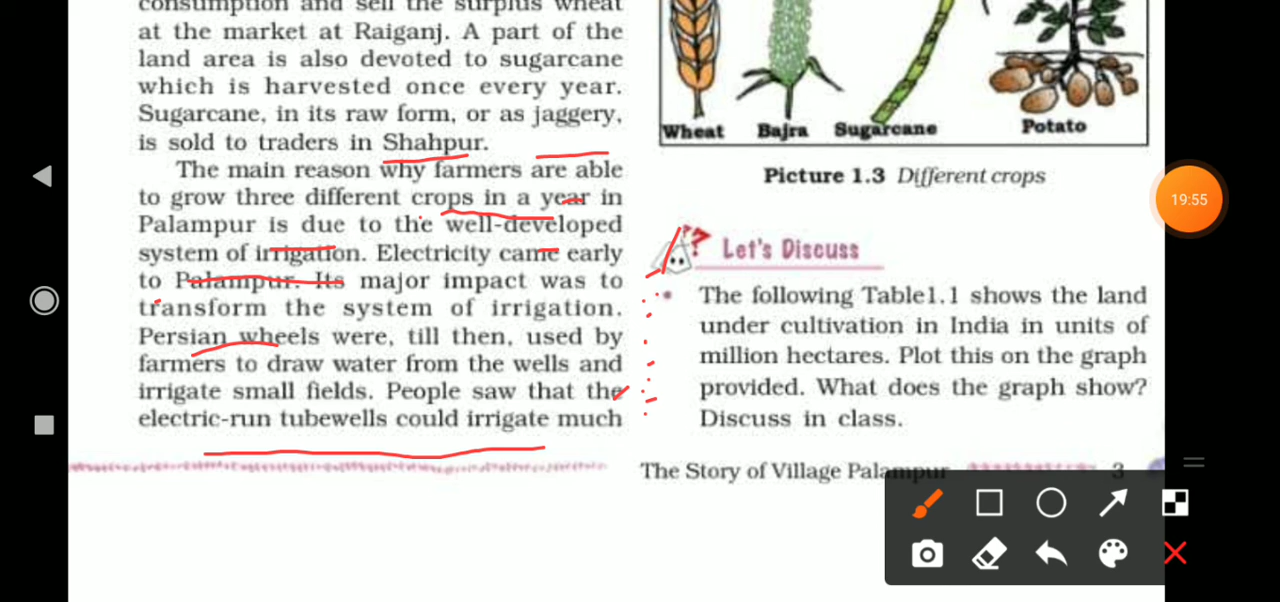 consumption and sell the surplus wheat
at the market at Raiganj. A part of the
land area is also devoted to sugarcane
which is harvested once every year.
Sugarcane, in its raw form, or as jaggery,
is sold to traders in Shahpur.
The main reason why farmers are able
to grow three different crops in a year in
Palampur is due to the well-developed
system of irrigation. Electricity came early
to Palampur. Its major impact was to
transform the system of irrigation.
Persian wheels were, till then, used by
farmers to draw water from the wells and
irrigate small fields. People saw that the
electric-run tubewells could irrigate much
Wheat Bajra Sugarcane Potato
Picture 1.3 Different crops
Let's Discuss
• The following Table1.1 shows the land
under cultivation in India in units of
million hectares. Plot this on the graph
provided. What does the graph show?
Discuss in class.
The Story of Village Palampur 3
19:55